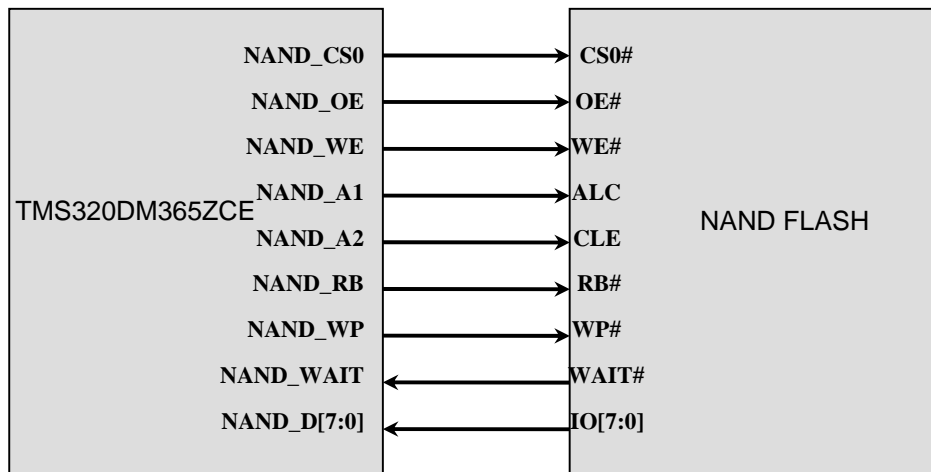 NAND_CS0 CS0#
NAND_OE OE#
NAND_WE WE#
NAND_A1 ALC
TMS320DM365ZCE NAND FLASH
NAND_A2 CLE
NAND_RB RB#
NAND_WP WP#
NAND_WAIT WAIT#
NAND_D[7:0] IO[7:0]